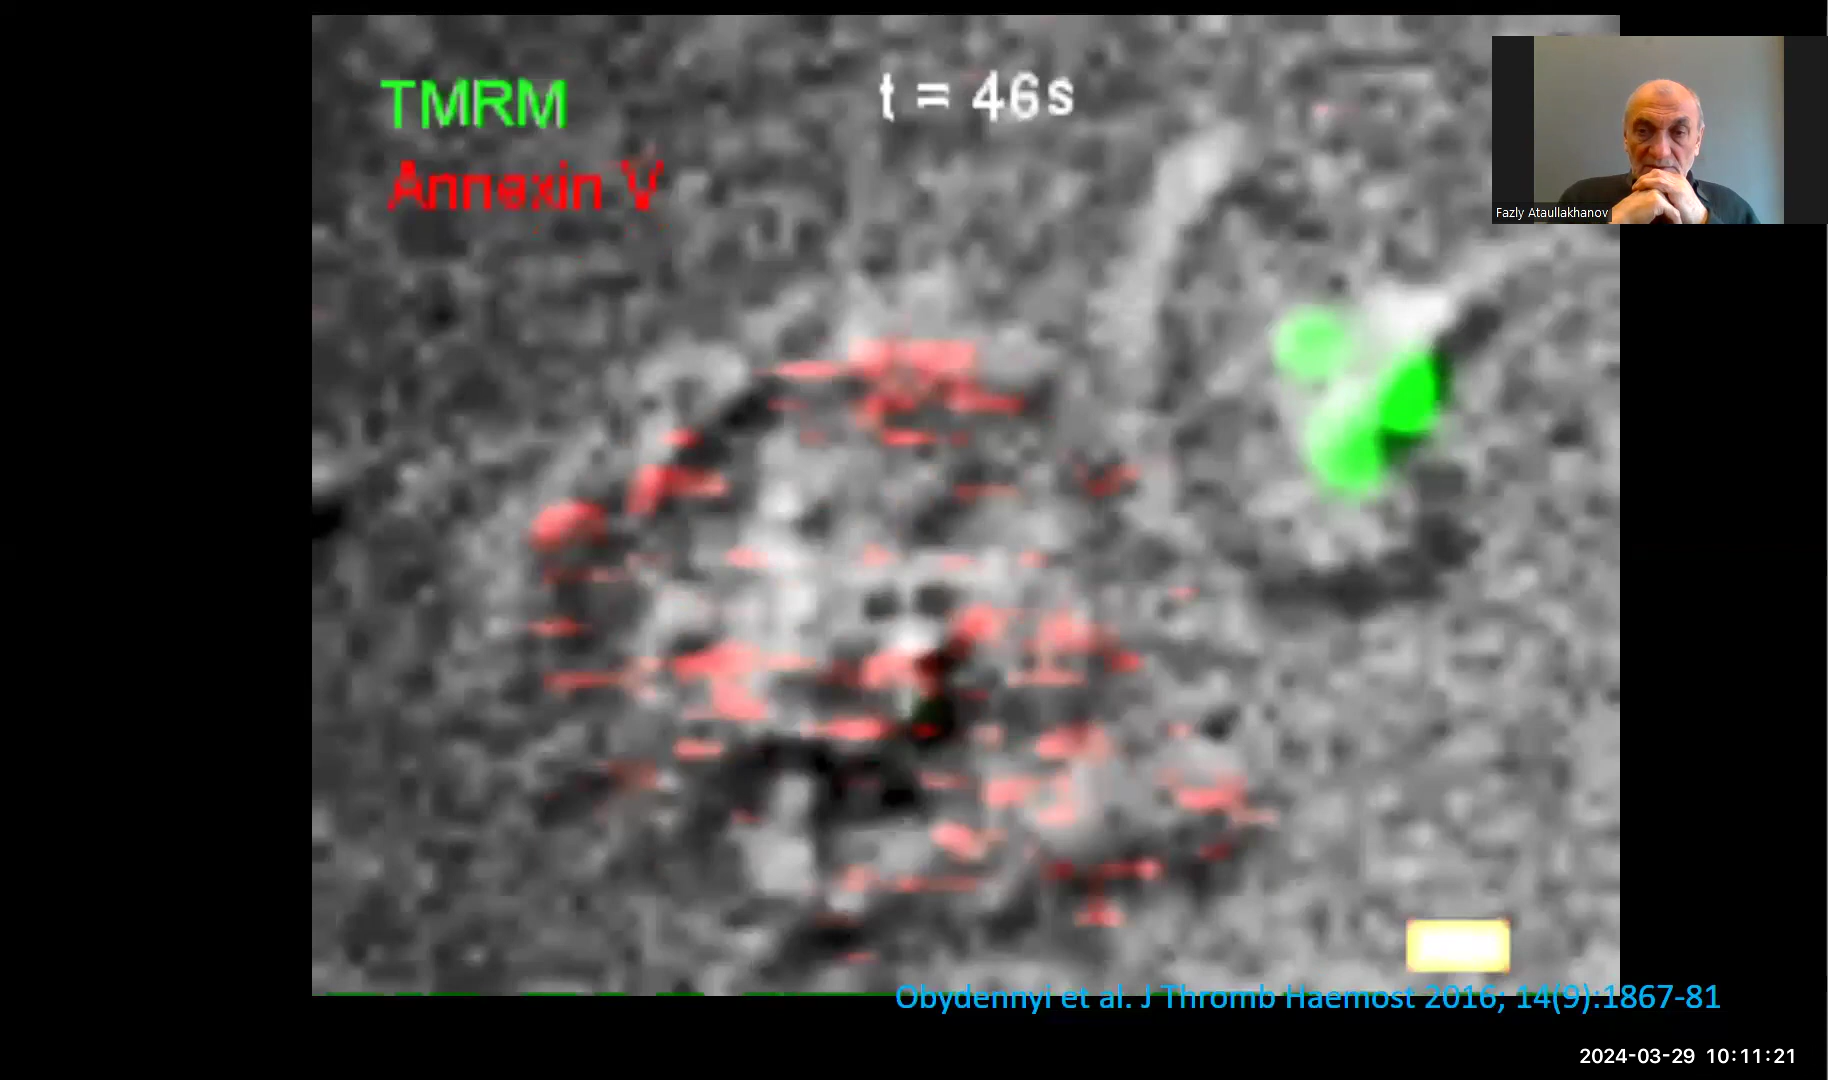 TMRM
t = 46s
Annexin V
Fazly Ataullakhanov
Obydennyi et al. J Thromb Haemost 2016; 14(9):1867-81
2024-03-29 10:11:21